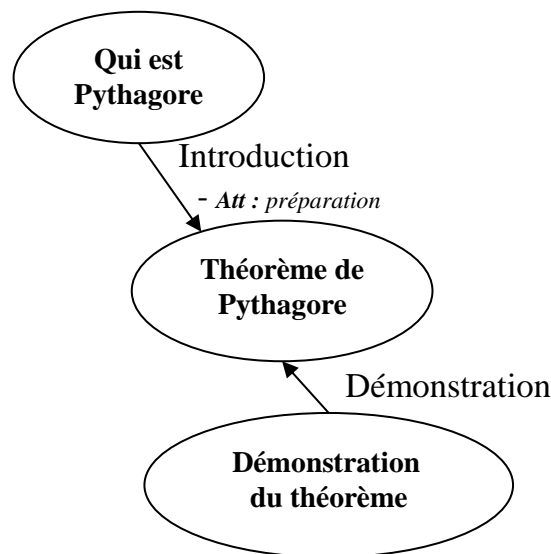 Qui est
Pythagore
Introduction
- Att : préparation
Théorème de
Pythagore
Démonstration
Démonstration
du théorème